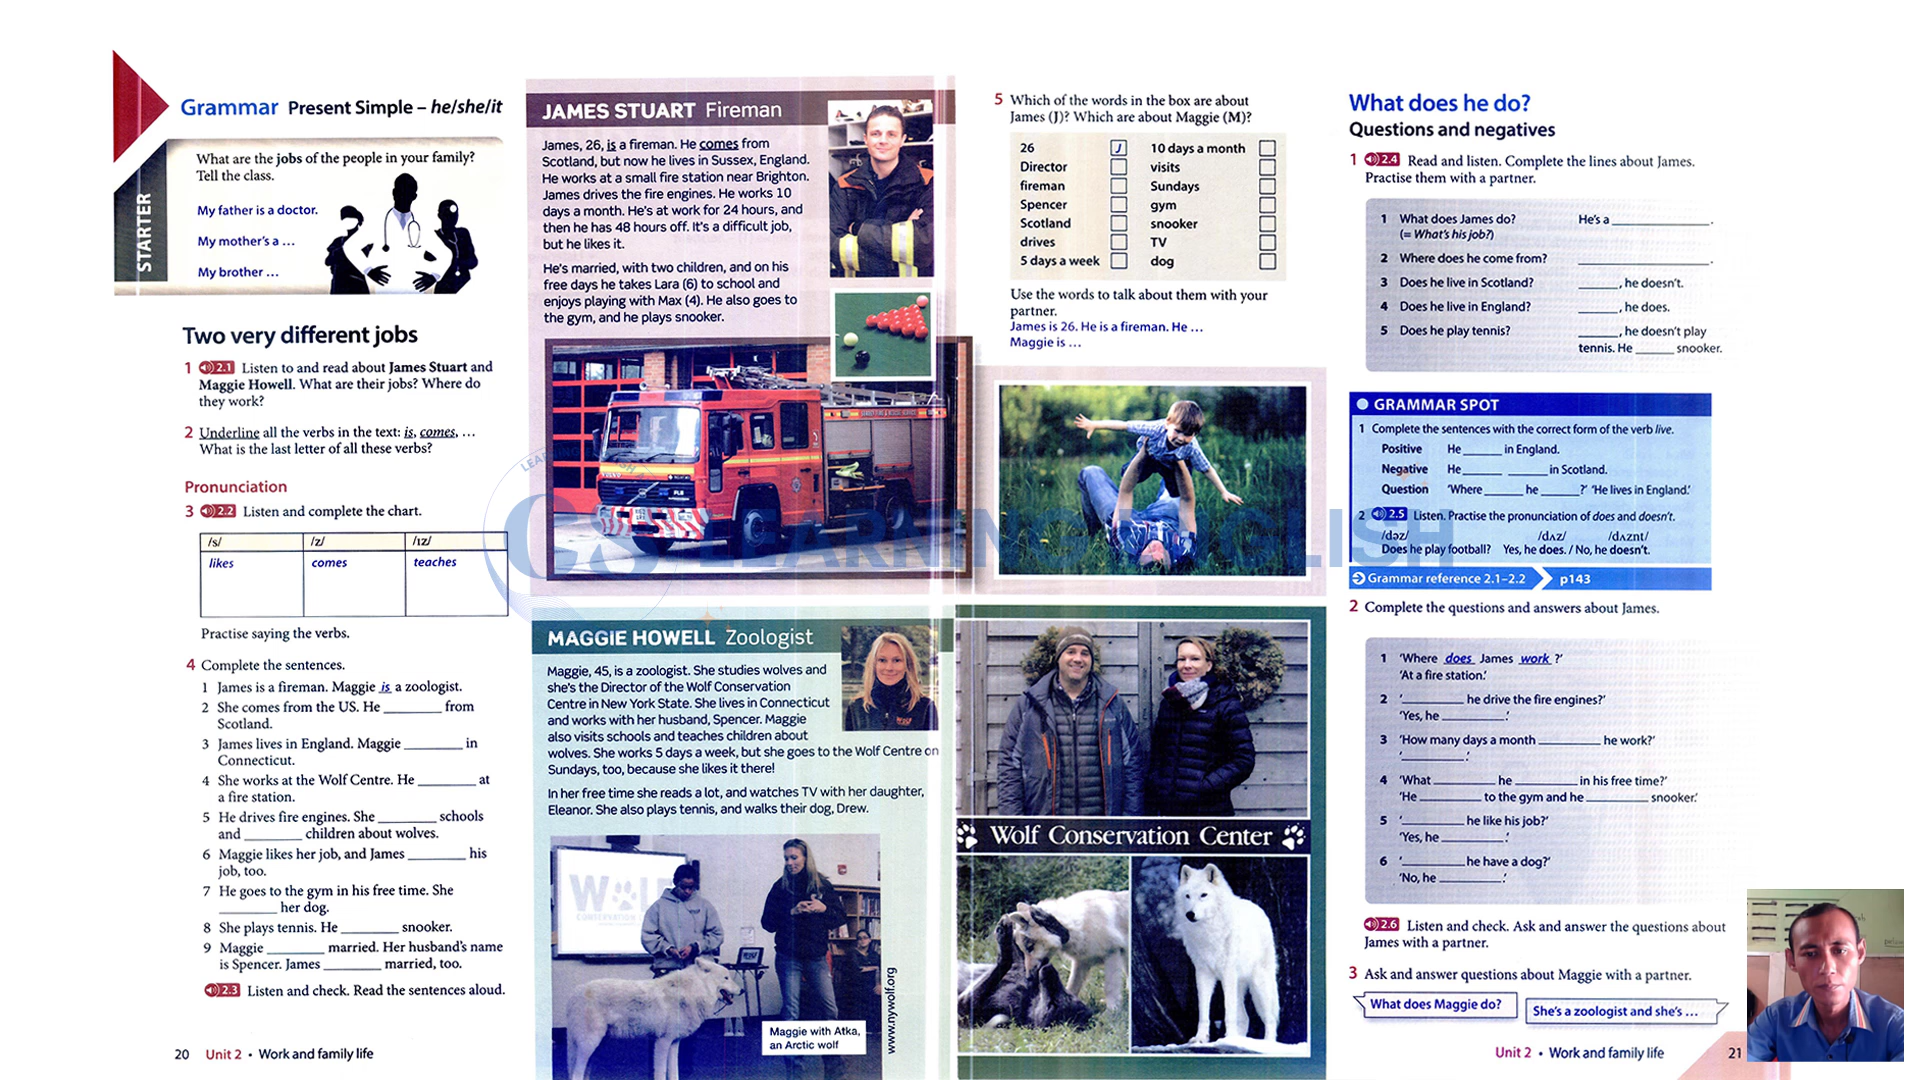 Grammar Present Simple – he/she/it
STARTER
What are the jobs of the people in your family?
Tell the class.
My father is a doctor.
My mother's a ...
My brother ...
Two very different jobs
1 2.1 Listen to and read about James Stuart and
Maggie Howell. What are their jobs? Where do
they work?
2 Underline all the verbs in the text: is, comes, ...
What is the last letter of all these verbs?
Pronunciation
3 2.2 Listen and complete the chart.
/s/ /z/ /ɪz/
likes comes teaches
Practise saying the verbs.
4 Complete the sentences.
1 James is a fireman. Maggie is a zoologist.
2 She comes from the US. He ________ from
Scotland.
3 James lives in England. Maggie ________ in
Connecticut.
4 She works at the Wolf Centre. He ________ at
a fire station.
5 He drives fire engines. She ________ schools
and ________ children about wolves.
6 Maggie likes her job, and James ________ his
job, too.
7 He goes to the gym in his free time. She
________ her dog.
8 She plays tennis. He ________ snooker.
9 Maggie ________ married. Her husband's name
is Spencer. James ________ married, too.
2.3 Listen and check. Read the sentences aloud.
20 Unit 2 • Work and family life
JAMES STUART Fireman
James, 26, is a fireman. He comes from
Scotland, but now he lives in Sussex, England.
He works at a small fire station near Brighton.
James drives the fire engines. He works 10
days a month. He's at work for 24 hours, and
then he has 48 hours off. It's a difficult job,
but he likes it.
He's married, with two children, and on his
free days he takes Lara (6) to school and
enjoys playing with Max (4). He also goes to
the gym, and he plays snooker.
LEARNING ENGLISH
MAGGIE HOWELL Zoologist
Maggie, 45, is a zoologist. She studies wolves and
she's the Director of the Wolf Conservation
Centre in New York State. She lives in Connecticut
and works with her husband, Spencer. Maggie
also visits schools and teaches children about
wolves. She works 5 days a week, but she goes to the Wolf Centre on
Sundays, too, because she likes it there!
In her free time she reads a lot, and watches TV with her daughter,
Eleanor. She also plays tennis, and walks their dog, Drew.
WOLF
CONSERVATION CENTER
Maggie with Atka,
an Arctic wolf
www.nywolf.org
Wolf Conservation Center
5 Which of the words in the box are about
James (J)? Which are about Maggie (M)?
26 J 10 days a month
Director visits
fireman Sundays
Spencer gym
Scotland snooker
drives TV
5 days a week dog
Use the words to talk about them with your
partner.
James is 26. He is a fireman. He ...
Maggie is ...
What does he do?
Questions and negatives
1 2.4 Read and listen. Complete the lines about James.
Practise them with a partner.
1 What does James do? He's a ________.
(= What's his job?)
2 Where does he come from? ________.
3 Does he live in Scotland? ______, he doesn't.
4 Does he live in England? ______, he does.
5 Does he play tennis? ______, he doesn't play
tennis. He ______ snooker.
GRAMMAR SPOT
1 Complete the sentences with the correct form of the verb live.
Positive He ______ in England.
Negative He ______ ______ in Scotland.
Question 'Where ______ he ______?' 'He lives in England.'
2 2.5 Listen. Practise the pronunciation of does and doesn't.
/dəz/ /dʌz/ /dʌznt/
Does he play football? Yes, he does. / No, he doesn't.
Grammar reference 2.1–2.2 p143
2 Complete the questions and answers about James.
1 'Where does James work ?'
'At a fire station.'
2 '________ he drive the fire engines?'
'Yes, he ________.'
3 'How many days a month ________ he work?'
'________.'
4 'What ________ he ________ in his free time?'
'He ________ to the gym and he ________ snooker.'
5 '________ he like his job?'
'Yes, he ________.'
6 '________ he have a dog?'
'No, he ________.'
2.6 Listen and check. Ask and answer the questions about
James with a partner.
3 Ask and answer questions about Maggie with a partner.
What does Maggie do?
She's a zoologist and she's ...
Unit 2 • Work and family life 21